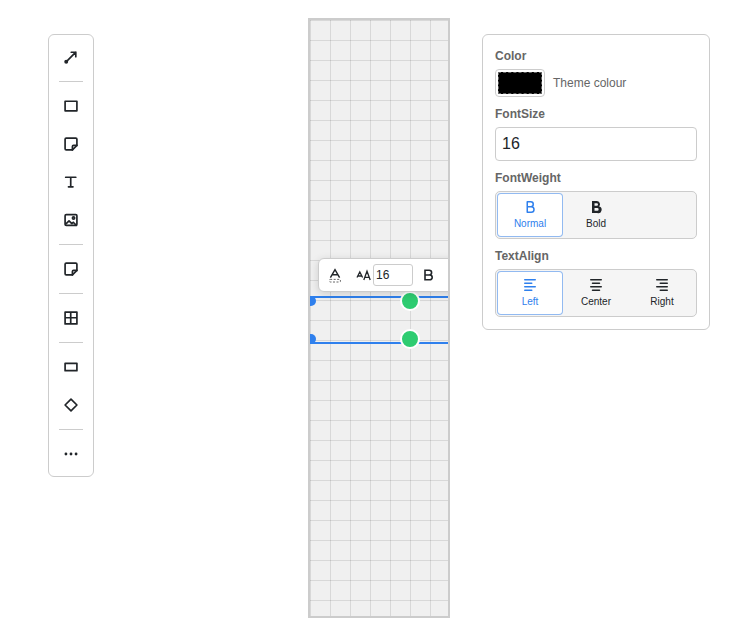 Color
Theme colour
FontSize
16
FontWeight
Normal
Bold
TextAlign
Left
Center
Right
16